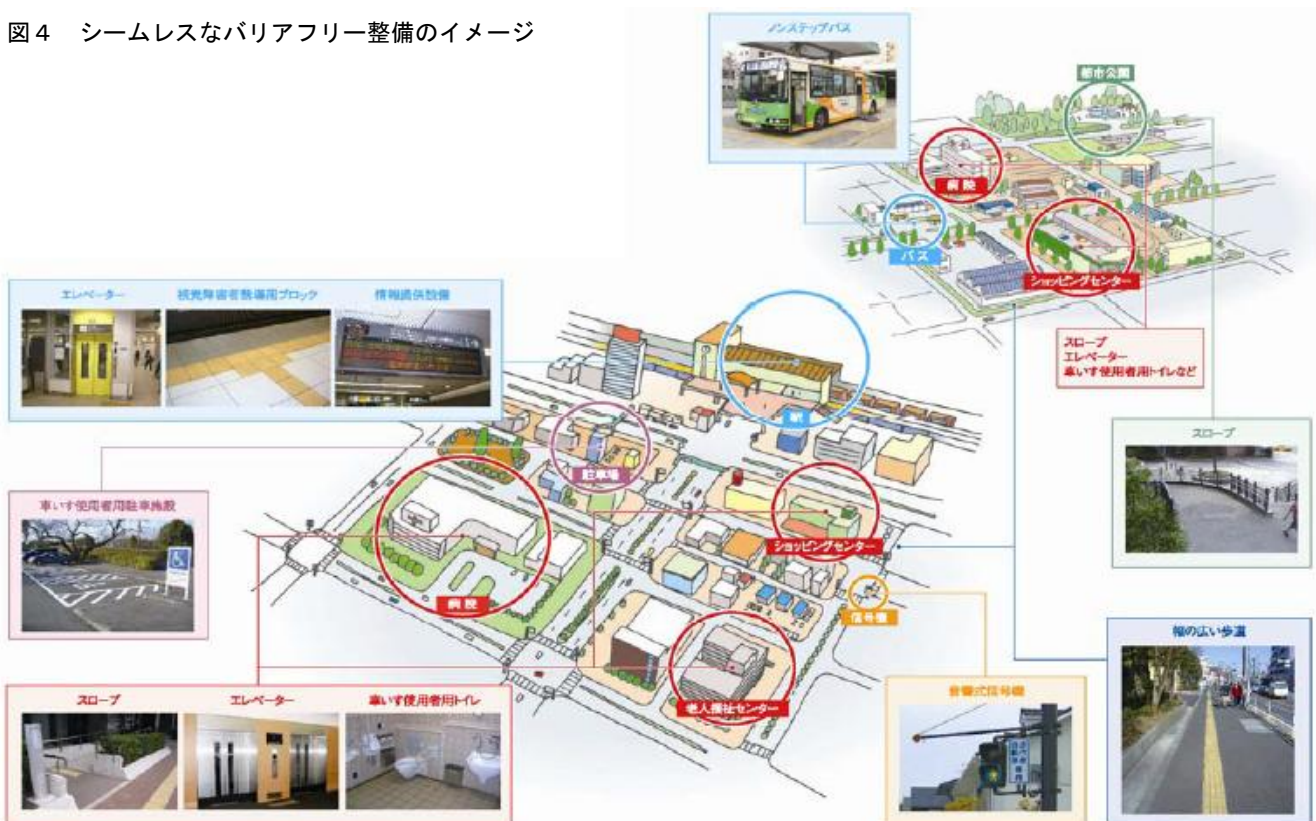 図4 シームレスなバリアフリー整備のイメージ
ノンステップバス
都市公園
病院
バス
ショッピングセンター
エレベーター
視覚障害者誘導用ブロック
情報提供設備
スロープ
エレベーター
車いす使用者用トイレなど
駅
駐車場
スロープ
車いす使用者用駐車施設
ショッピングセンター
病院
信号機
幅の広い歩道
老人福祉センター
スロープ
エレベーター
車いす使用者用トイレ
音響式信号機